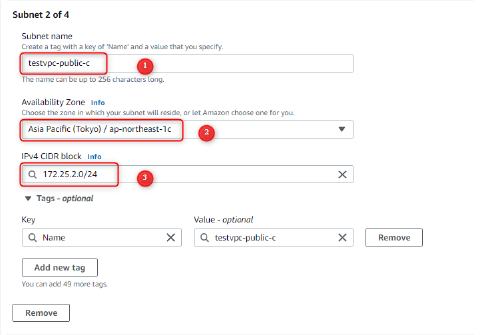 Subnet 2 of 4
Subnet name
Create a tag with a key of 'Name' and a value that you specify.
testvpc-public-c
1
The name can be up to 256 characters long.
Availability Zone Info
Choose the zone in which your subnet will reside, or let Amazon choose one for you.
Asia Pacific (Tokyo) / ap-northeast-1c
2
IPv4 CIDR block Info
172.25.2.0/24
3
Tags - optional
Key Value - optional
Name testvpc-public-c Remove
Add new tag
You can add 49 more tags.
Remove